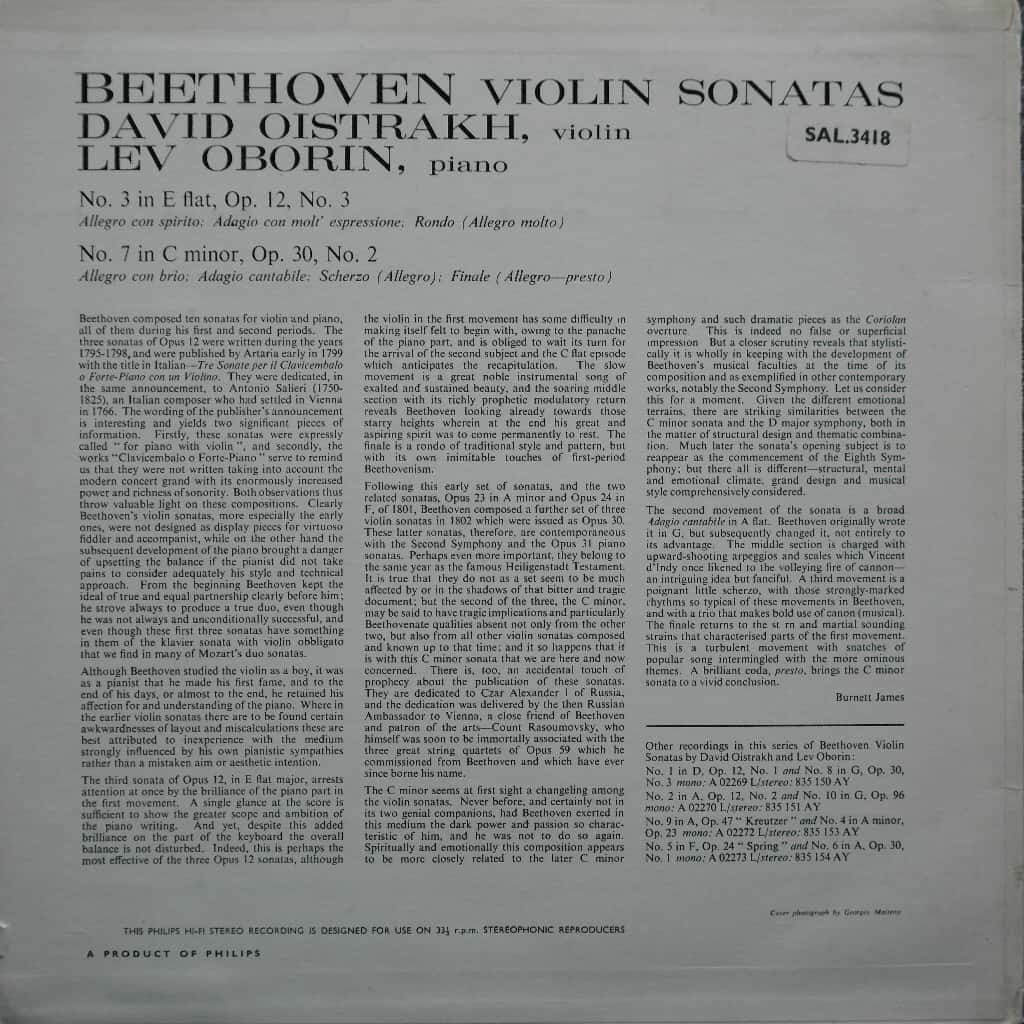 BEETHOVEN VIOLIN SONATAS
DAVID OISTRAKH, violin
SAL.3418
LEV OBORIN, piano
No. 3 in E flat, Op. 12, No. 3
Allegro con spirito; Adagio con molt' espressione; Rondo (Allegro molto)
No. 7 in C minor, Op. 30, No. 2
Allegro con brio; Adagio cantabile; Scherzo (Allegro); Finale (Allegro—presto)
Beethoven composed ten sonatas for violin and piano,
all of them during his first and second periods. The
three sonatas of Opus 12 were written during the years
1795-1798, and were published by Artaria early in 1799
with the title in Italian—Tre Sonate per il Clavicembalo
o Forte-Piano con un Violino. They were dedicated, in
the same announcement, to Antonio Salieri (1750-
1825), an Italian composer who had settled in Vienna
in 1766. The wording of the publisher's announcement
is interesting and yields two significant pieces of
information. Firstly, these sonatas were expressly
called " for piano with violin ", and secondly, the
works "Clavicembalo o Forte-Piano" serve to remind
us that they were not written taking into account the
modern concert grand with its enormously increased
power and richness of sonority. Both observations thus
throw valuable light on these compositions. Clearly
Beethoven's violin sonatas, more especially the early
ones, were not designed as display pieces for virtuoso
fiddler and accompanist, while on the other hand the
subsequent development of the piano brought a danger
of upsetting the balance if the pianist did not take
pains to consider adequately his style and technical
approach. From the beginning Beethoven kept the
ideal of true and equal partnership clearly before him;
he strove always to produce a true duo, even though
he was not always and unconditionally successful, and
even though these first three sonatas have something
in them of the klavier sonata with violin obbligato
that we find in many of Mozart's duo sonatas.
Although Beethoven studied the violin as a boy, it was
as a pianist that he made his first fame, and to the
end of his days, or almost to the end, he retained his
affection for and understanding of the piano. Where in
the earlier violin sonatas there are to be found certain
awkwardnesses of layout and miscalculations these are
best attributed to inexperience with the medium
strongly influenced by his own pianistic sympathies
rather than a mistaken aim or aesthetic intention.
The third sonata of Opus 12, in E flat major, arrests
attention at once by the brilliance of the piano part in
the first movement. A single glance at the score is
sufficient to show the greater scope and ambition of
the piano writing. And yet, despite this added
brilliance on the part of the keyboard the overall
balance is not disturbed. Indeed, this is perhaps the
most effective of the three Opus 12 sonatas, although
the violin in the first movement has some difficulty in
making itself felt to begin with, owing to the panache
of the piano part, and is obliged to wait its turn for
the arrival of the second subject and the C flat episode
which anticipates the recapitulation. The slow
movement is a great noble instrumental song of
exalted and sustained beauty, and the soaring middle
section with its richly prophetic modulatory return
reveals Beethoven looking already towards those
starry heights wherein at the end his great and
aspiring spirit was to come permanently to rest. The
finale is a rondo of traditional style and pattern, but
with its own inimitable touches of first-period
Beethovenism.
Following this early set of sonatas, and the two
related sonatas, Opus 23 in A minor and Opus 24 in
F, of 1801, Beethoven composed a further set of three
violin sonatas in 1802 which were issued as Opus 30.
These latter sonatas, therefore, are contemporaneous
with the Second Symphony and the Opus 31 piano
sonatas. Perhaps even more important, they belong to
the same year as the famous Heiligenstadt Testament.
It is true that they do not as a set seem to be much
affected by or in the shadows of that bitter and tragic
document; but the second of the three, the C minor,
may be said to have tragic implications and particularly
Beethovenate qualities absent not only from the other
two, but also from all other violin sonatas composed
and known up to that time; and it so happens that it
is with this C minor sonata that we are here and now
concerned. There is, too, an accidental touch of
prophecy about the publication of these sonatas.
They are dedicated to Czar Alexander I of Russia,
and the dedication was delivered by the then Russian
Ambassador to Vienna, a close friend of Beethoven
and patron of the arts—Count Rasoumovsky, who
himself was soon to be immortally associated with the
three great string quartets of Opus 59 which he
commissioned from Beethoven and which have ever
since borne his name.
The C minor seems at first sight a changeling among
the violin sonatas. Never before, and certainly not in
its two genial companions, had Beethoven exerted in
this medium the dark power and passion so charac-
teristic of him, and he was not to do so again.
Spiritually and emotionally this composition appears
to be more closely related to the later C minor
symphony and such dramatic pieces as the Coriolan
overture. This is indeed no false or superficial
impression But a closer scrutiny reveals that stylisti-
cally it is wholly in keeping with the development of
Beethoven's musical faculties at the time of its
composition and as exemplified in other contemporary
works, notably the Second Symphony. Let us consider
this for a moment. Given the different emotional
terrains, there are striking similarities between the
C minor sonata and the D major symphony, both in
the matter of structural design and thematic combina-
tion. Much later the sonata's opening subject is to
reappear as the commencement of the Eighth Sym-
phony; but there all is different—structural, mental
and emotional climate, grand design and musical
style comprehensively considered.
The second movement of the sonata is a broad
Adagio cantabile in A flat. Beethoven originally wrote
it in G, but subsequently changed it, not entirely to
its advantage. The middle section is charged with
upward-shooting arpeggios and scales which Vincent
d'Indy once likened to the volleying fire of cannon—
an intriguing idea but fanciful. A third movement is a
poignant little scherzo, with those strongly-marked
rhythms so typical of these movements in Beethoven,
and with a trio that makes bold use of canon (musical).
The finale returns to the st rn and martial sounding
strains that characterised parts of the first movement.
This is a turbulent movement with snatches of
popular song intermingled with the more ominous
themes. A brilliant coda, presto, brings the C minor
sonata to a vivid conclusion.
Burnett James
Other recordings in this series of Beethoven Violin
Sonatas by David Oistrakh and Lev Oborin:
No. 1 in D, Op. 12, No. 1 and No. 8 in G, Op. 30,
No. 3 mono: A 02269 L/stereo: 835 150 AY
No. 2 in A, Op. 12, No. 2 and No. 10 in G, Op. 96
mono: A 02270 L/stereo: 835 151 AY
No. 9 in A, Op. 47 " Kreutzer " and No. 4 in A minor,
Op. 23 mono: A 02272 L/stereo: 835 153 AY
No. 5 in F, Op. 24 " Spring " and No. 6 in A, Op. 30,
No. 1 mono: A 02273 L/stereo: 835 154 AY
Cover photograph by Georges
THIS PHILIPS HI-FI STEREO RECORDING IS DESIGNED FOR USE ON 33⅓ r.p.m. STEREOPHONIC REPRODUCERS
A PRODUCT OF PHILIPS